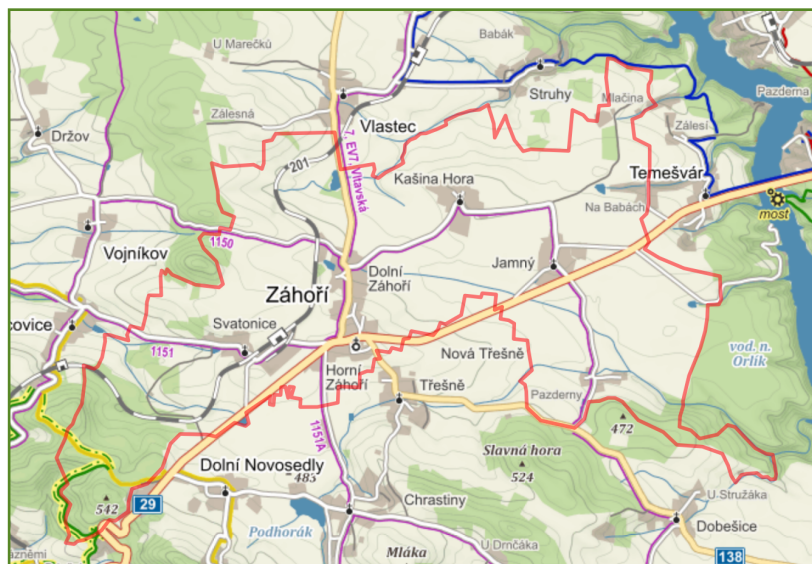 U Marečků
Babák
Struhy
Mlačina
Pazderna
Zálesná
Vlastec
Držov
Zálesí
201
7, EV7, Vltavská
Kašina Hora
Temešvár
Na Babách
most
1150
Vojníkov
Dolní
Záhoří
Jamný
Záhoří
covice
Svatonice
1151
Nová Třešně
vod. n.
Orlík
Horní
Záhoří
Třešně
Pazderny
1151A
472
Slavná hora
524
Dolní Novosedly
483
29
542
U Stružáka
Chrastiny
Podhorák
Dobešice
U Drnčáka
Mláka
zněmi
138